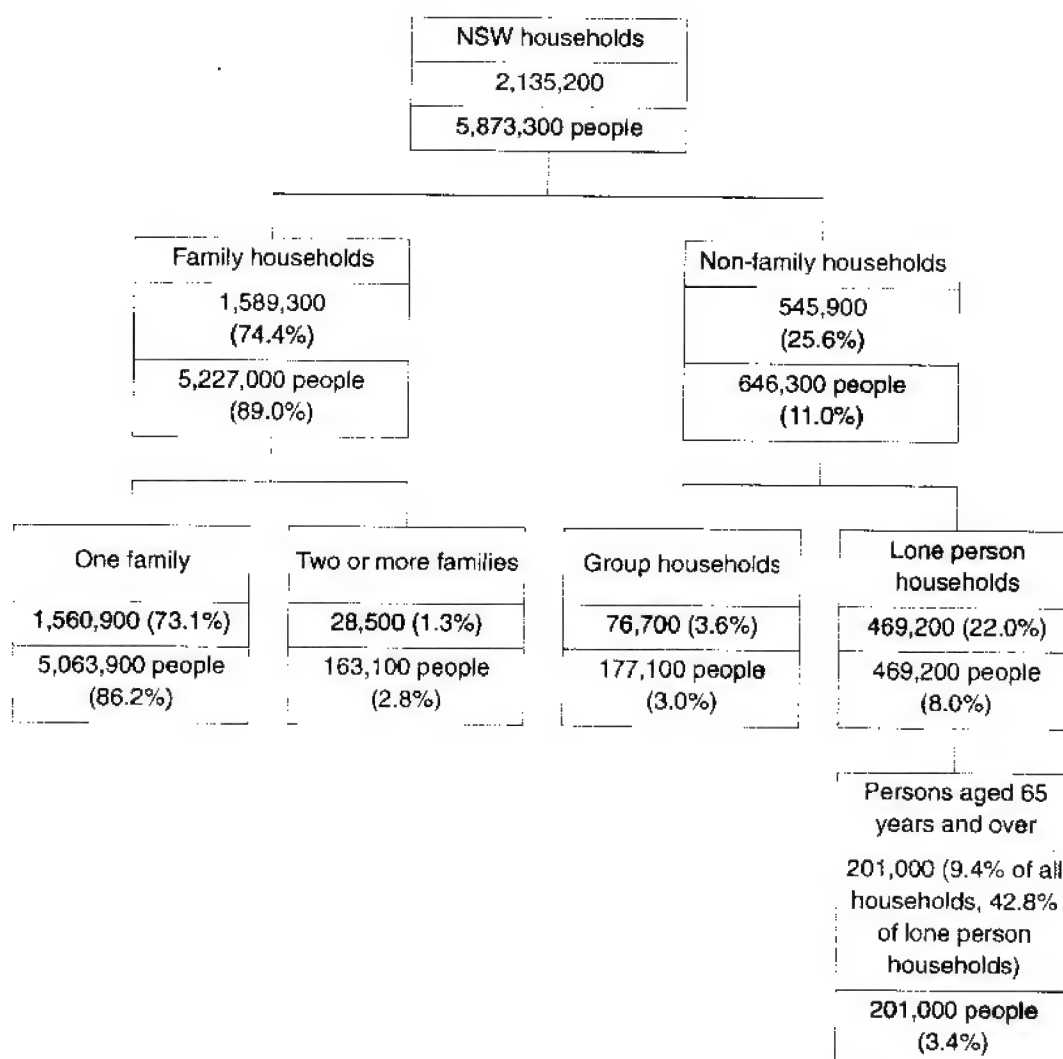 NSW households
2,135,200
5,873,300 people
Family households
1,589,300
(74.4%)
5,227,000 people
(89.0%)
Non-family households
545,900
(25.6%)
646,300 people
(11.0%)
One family
1,560,900 (73.1%)
5,063,900 people
(86.2%)
Two or more families
28,500 (1.3%)
163,100 people
(2.8%)
Group households
76,700 (3.6%)
177,100 people
(3.0%)
Lone person
households
469,200 (22.0%)
469,200 people
(8.0%)
Persons aged 65
years and over
201,000 (9.4% of all
households, 42.8%
of lone person
households)
201,000 people
(3.4%)